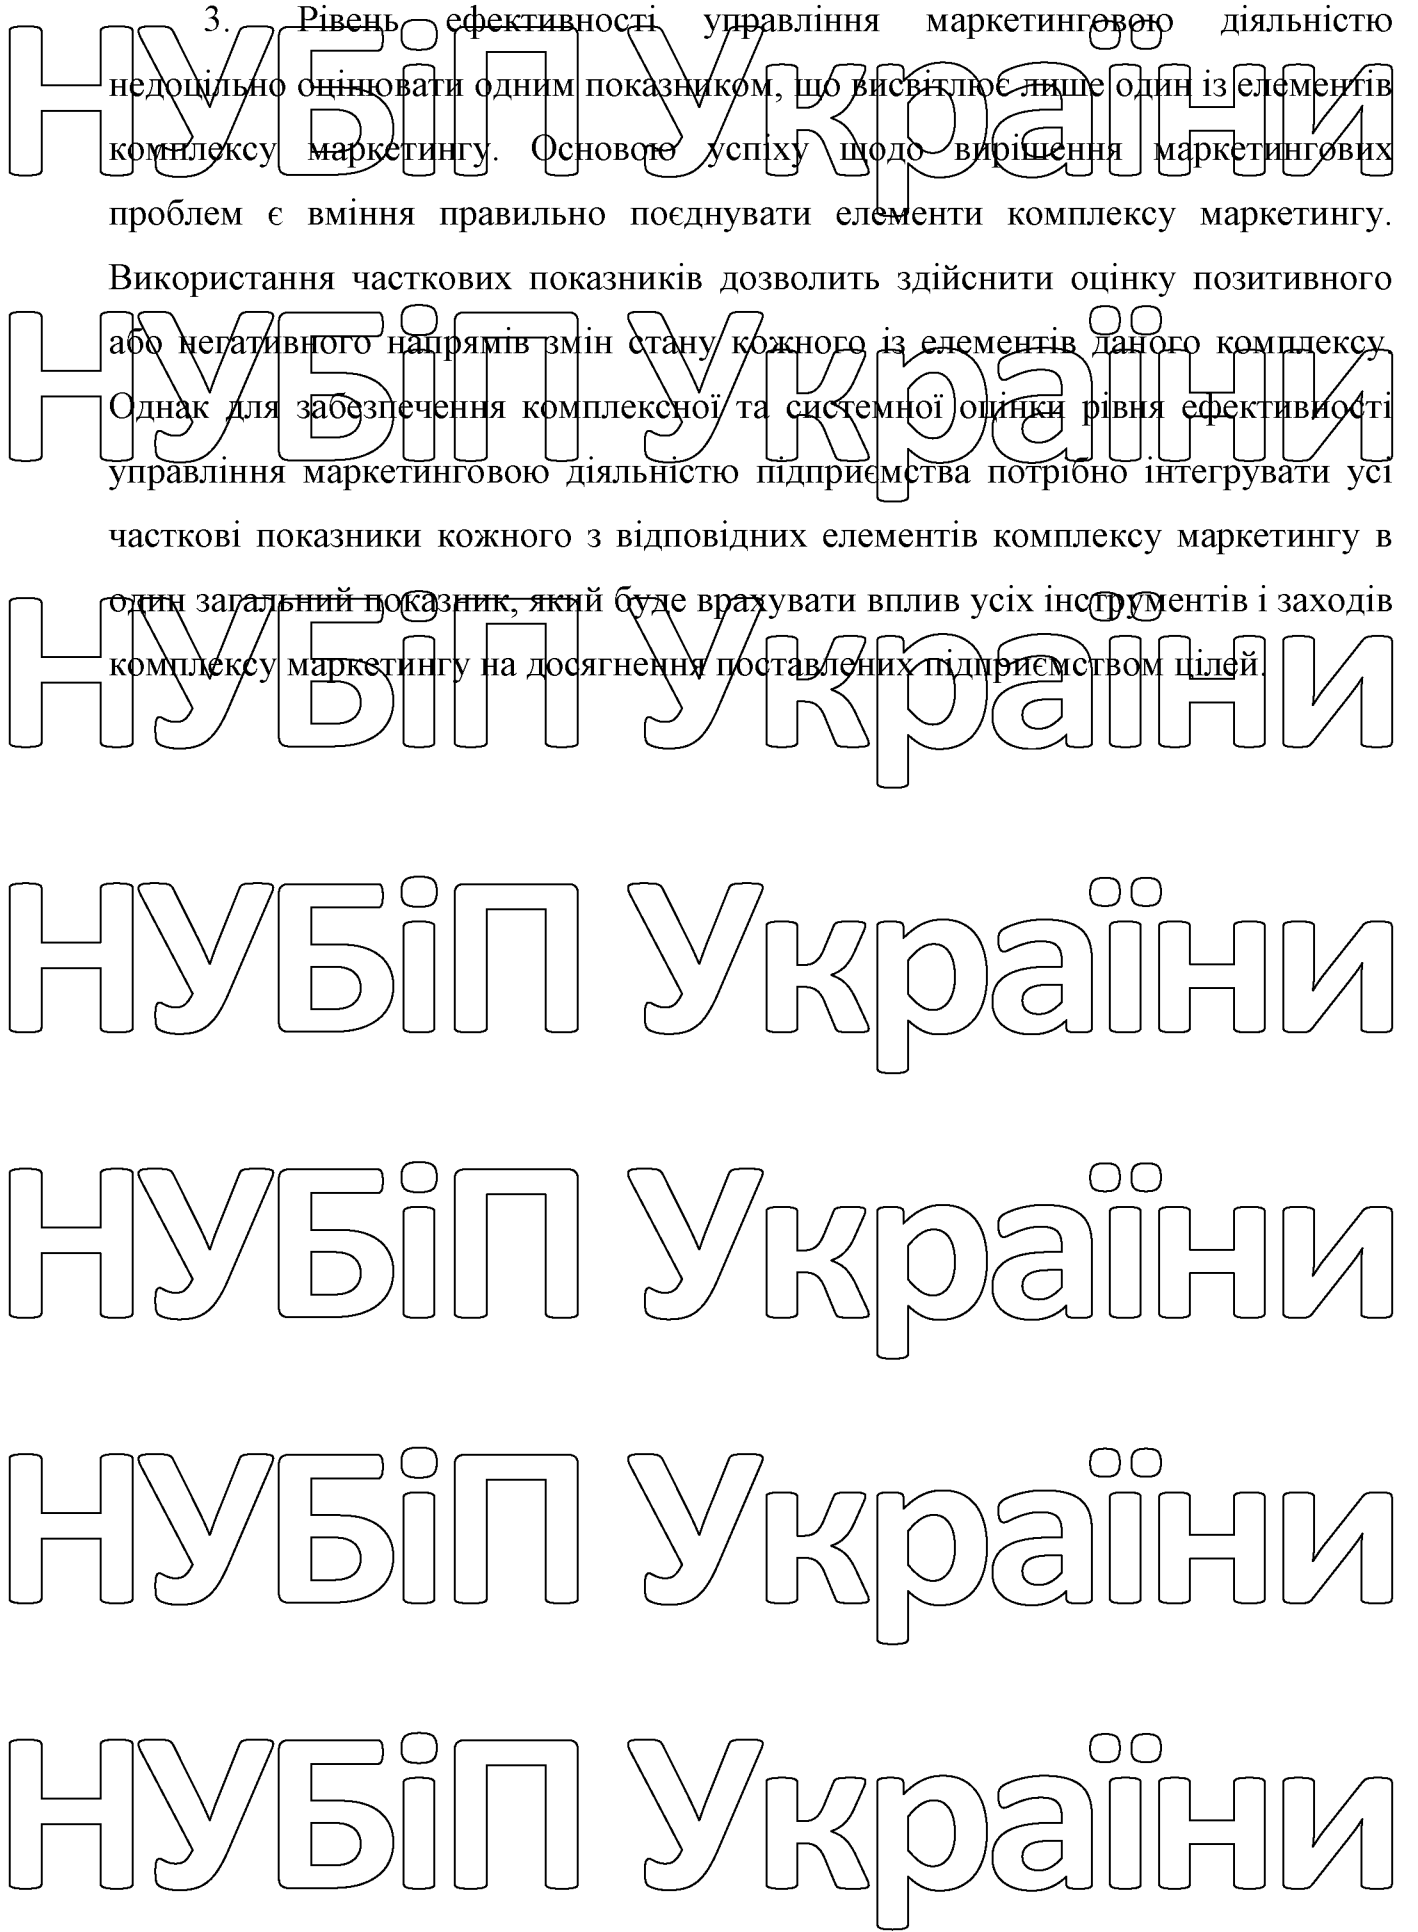 3. Рівень ефективності управління маркетинговою діяльністю
НУБіП України
недоцільно оцінювати одним показником, що висвітлює лише один із елементів
комплексу маркетингу. Основою успіху щодо вирішення маркетингових
проблем є вміння правильно поєднувати елементи комплексу маркетингу.
Використання часткових показників дозволить здійснити оцінку позитивного
або негативного напрямів змін стану кожного із елементів даного комплексу.
НУБіП України
Однак для забезпечення комплексної та системної оцінки рівня ефективності
управління маркетинговою діяльністю підприємства потрібно інтегрувати усі
часткові показники кожного з відповідних елементів комплексу маркетингу в
один загальний показник, який буде врахувати вплив усіх інструментів і заходів
комплексу маркетингу на досягнення поставлених підприємством цілей.
НУБіП України
НУБіП України
НУБіП України
НУБіП України
НУБіП України